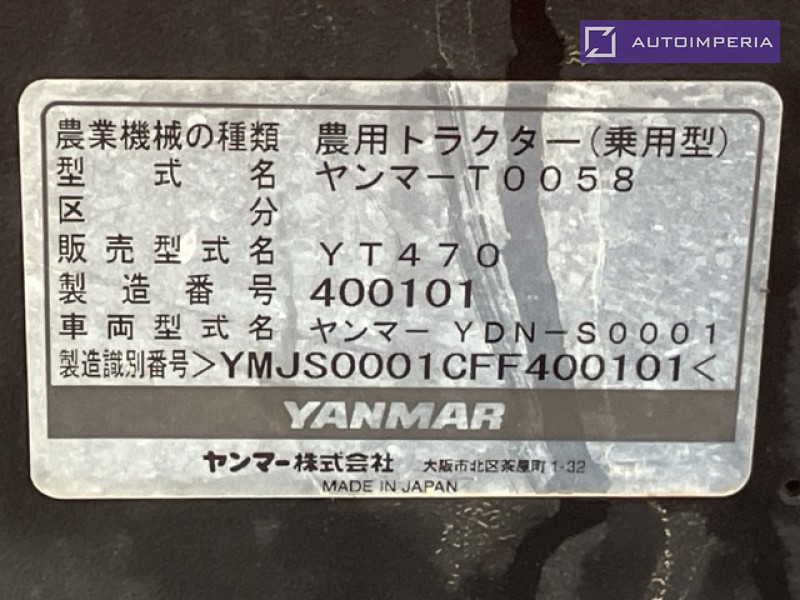 AUTOIMPERIA
農業機械の種類 農用トラクター(乗用型)
型式名 ヤンマーT0058
区分
販売型式名 YT470
製造番号 400101
車両型式名 ヤンマー YDN-S0001
製造識別番号>YMJS0001CFF400101<
YANMAR
ヤンマー株式会社 大阪市北区茶屋町1-32
MADE IN JAPAN